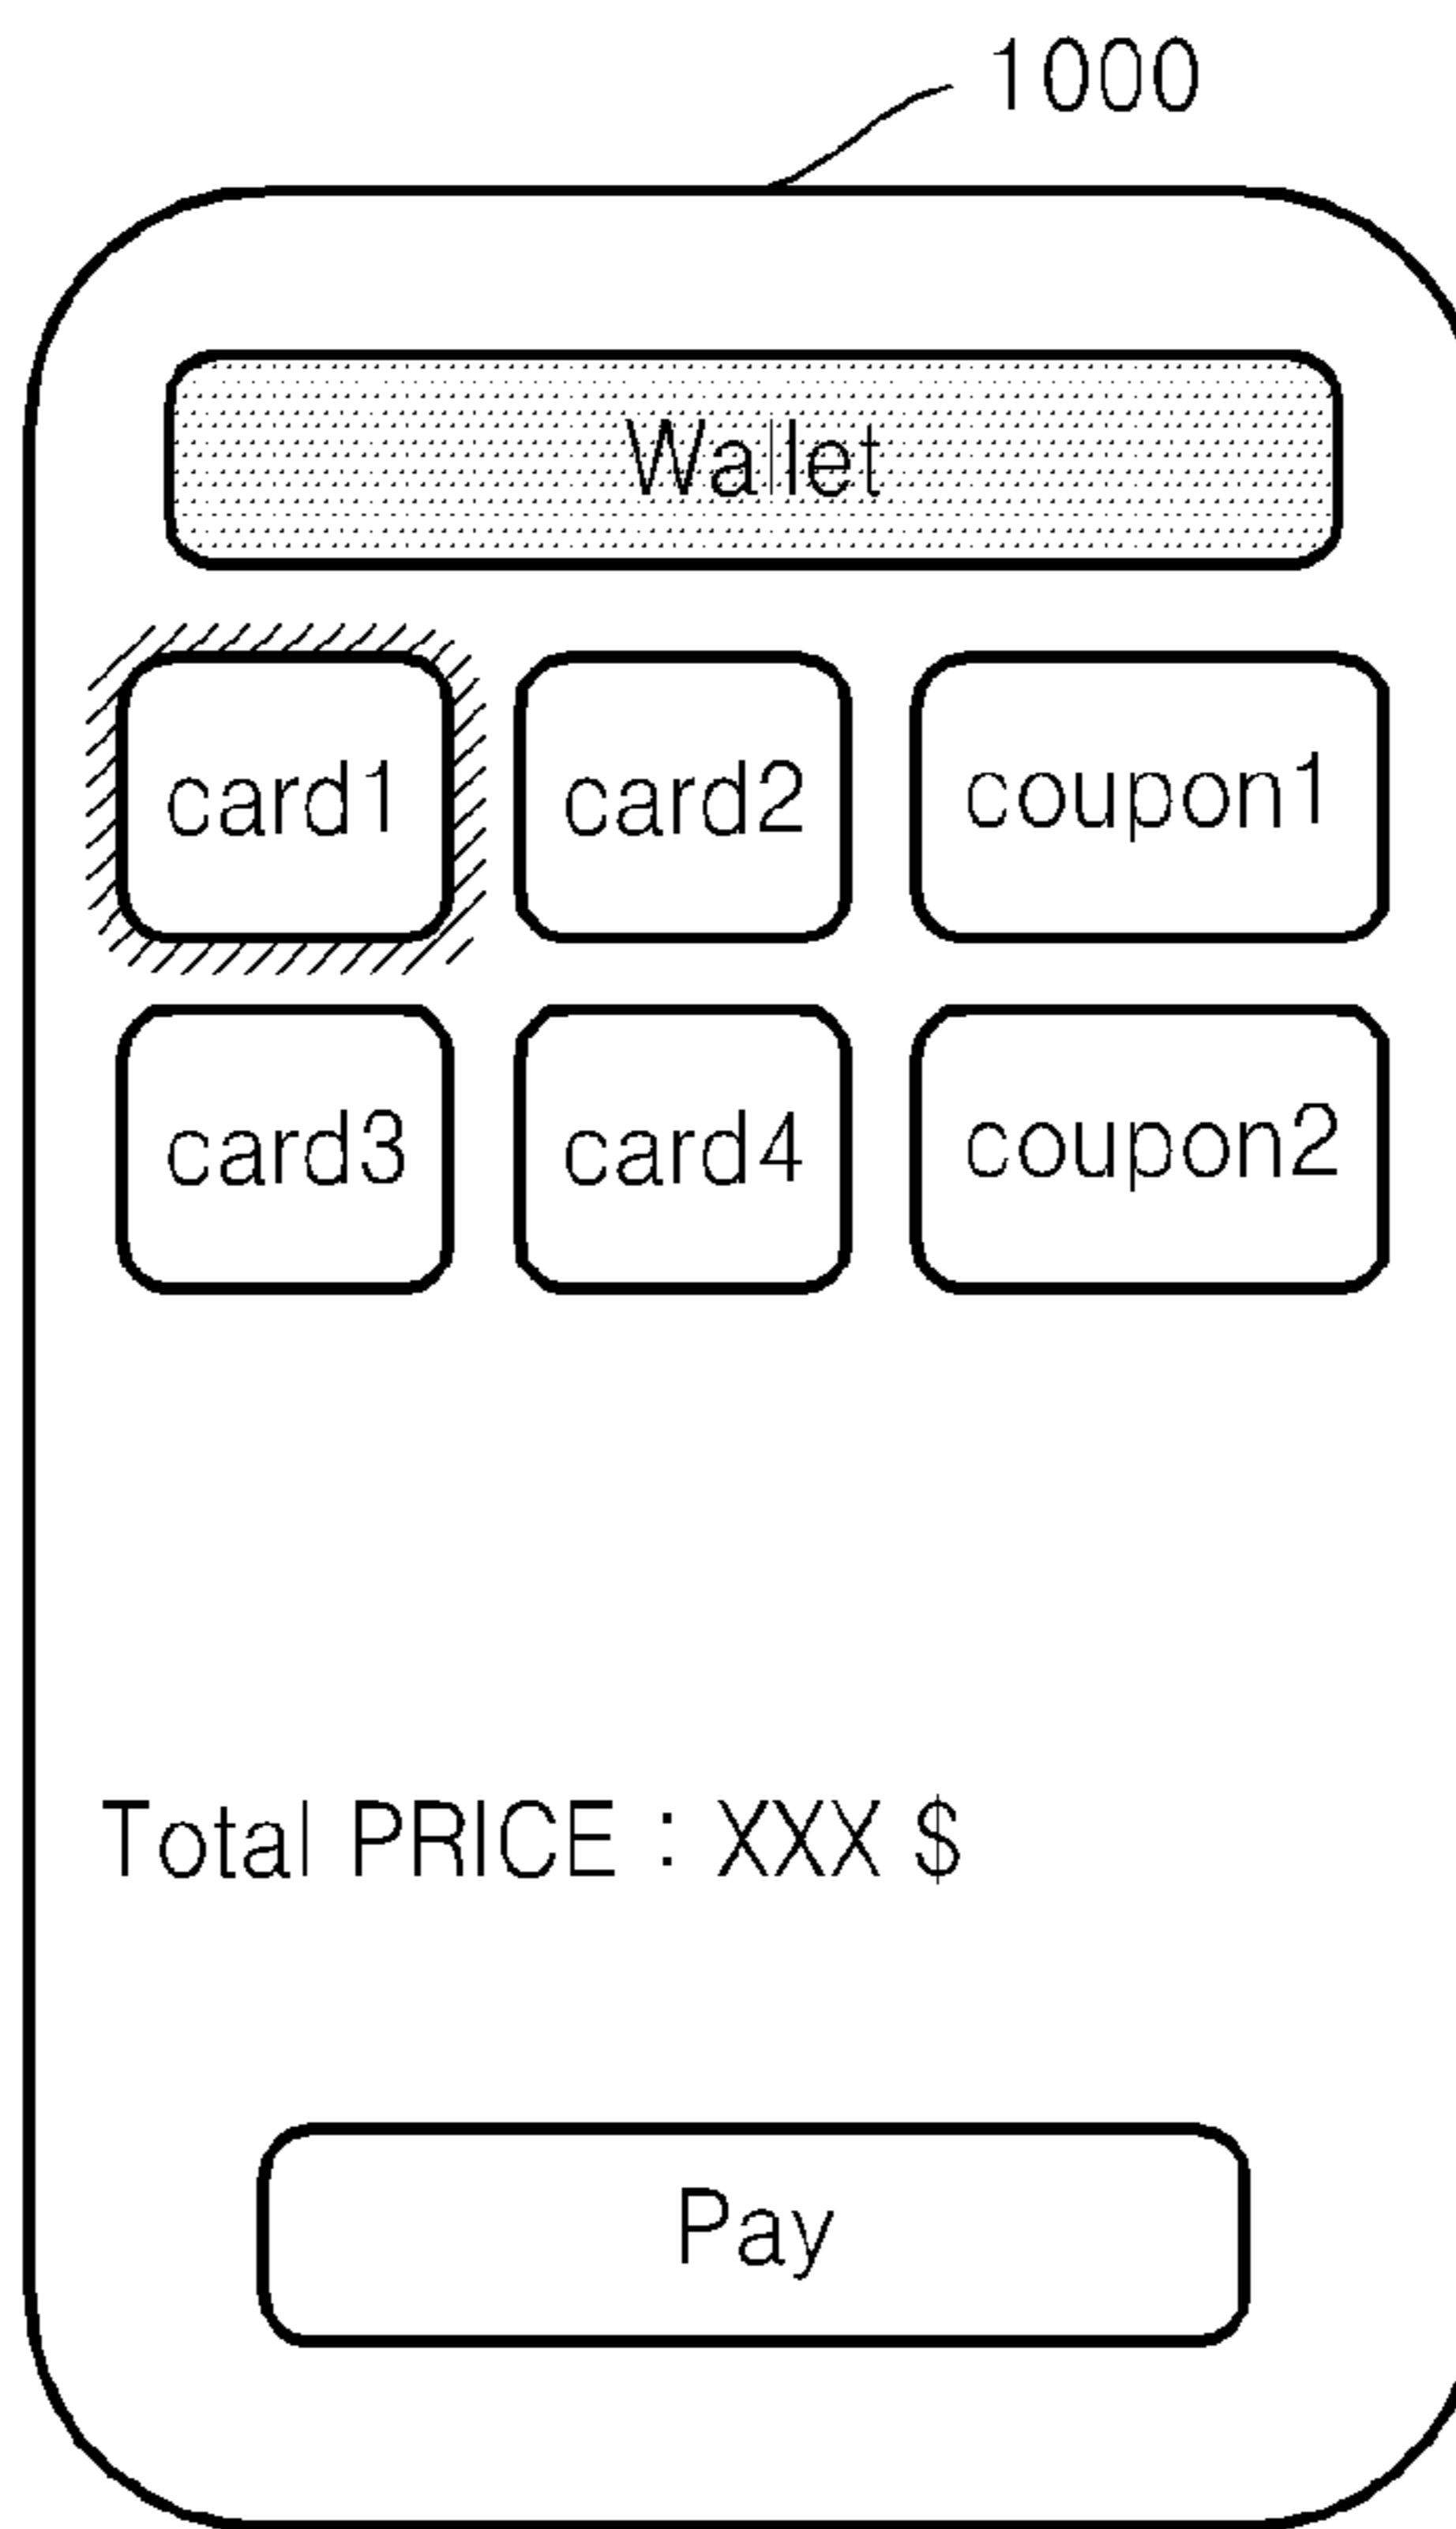 1000
Wallet
card1 card2 coupon1
card3 card4 coupon2
Total PRICE : XXX $
Pay